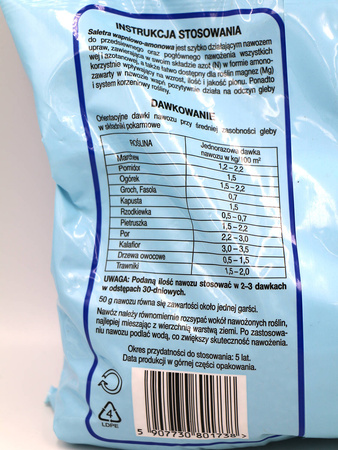 INSTRUKCJA STOSOWANIA
Saletra wapniowo-amonowa jest szybko działającym nawozem
do przedsiewnego oraz pogłównego nawożenia wszystkich
upraw, zawierająca w swoim składzie azot (N) w formie amono-
wej i azotanowej, a także łatwo dostępny dla roślin magnez (Mg)
korzystnie wpływający na wzrost, ilość i jakość plonu. Ponadto
zawarty w nawozie wapń pozytywnie działa na odczyn gleby
i system korzeniowy rośliny.
DAWKOWANIE
Orientacyjne dawki nawozu przy średniej zasobności gleby
w składniki pokarmowe
ROŚLINA Jednorazowa dawka
nawozu w kg/100 m²
Marchew 1,2–2,2
Pomidor 1,5
Ogórek 1,5–2,2
Groch, Fasola 0,7
Kapusta 1,5
Rzodkiewka 0,5–0,7
Pietruszka 1,5–2,2
Por 2,2–3,0
Kalafior 3,0–3,5
Drzewa owocowe 0,5–1,5
Trawniki 1,5–2,0
UWAGA: Podaną ilość nawozu stosować w 2–3 dawkach
w odstępach 30-dniowych.
50 g nawozu równa się zawartości około jednej garści.
Nawóz należy równomiernie rozsypać wokół nawożonych roślin,
najlepiej mieszając z wierzchnią warstwą ziemi. Po zastosowa-
niu nawozu podlać wodą, co zwiększy skuteczność nawożenia.
Okres przydatności do stosowania: 5 lat.
Data produkcji w górnej części opakowania.
4
LDPE
5 907730 801738 >